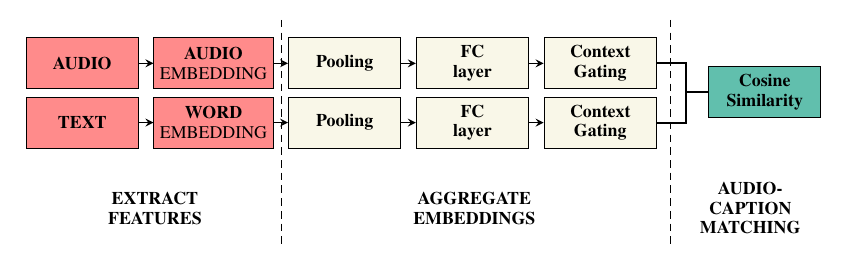 AUDIO
AUDIO
EMBEDDING
Pooling
FC
layer
Context
Gating
TEXT
WORD
EMBEDDING
Pooling
FC
layer
Context
Gating
Cosine
Similarity
EXTRACT
FEATURES
AGGREGATE
EMBEDDINGS
AUDIO-
CAPTION
MATCHING